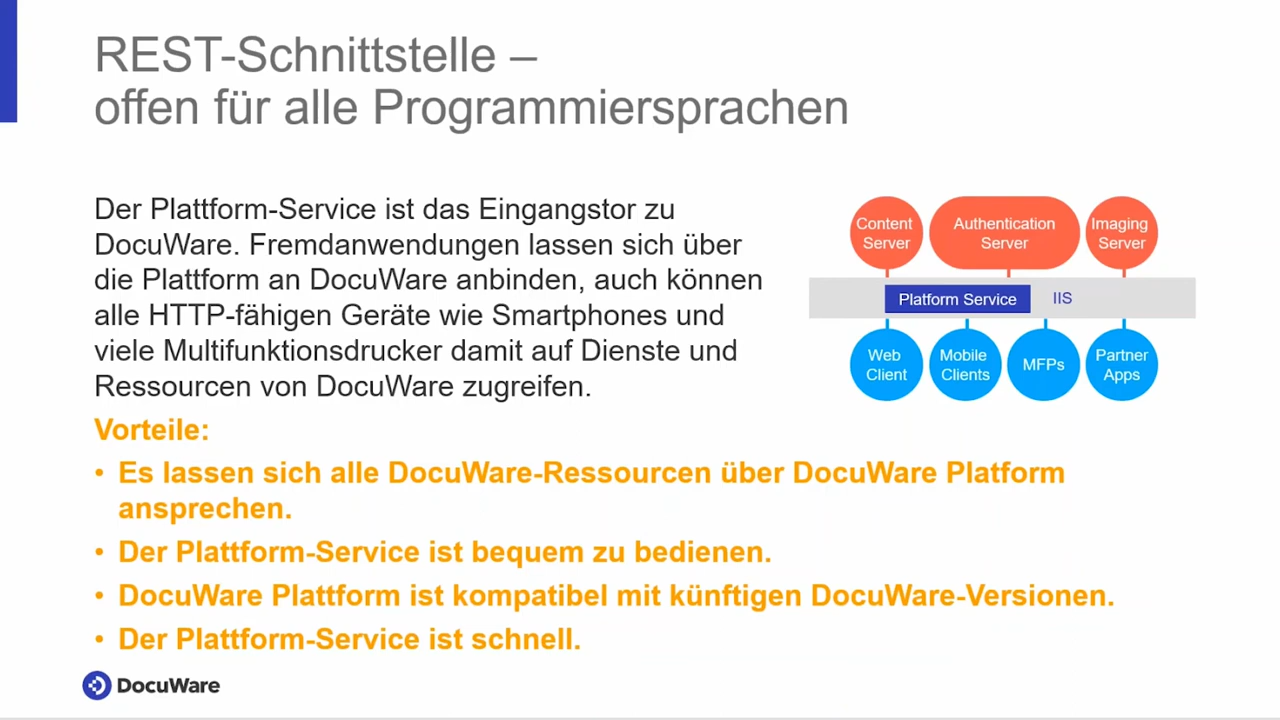 REST-Schnittstelle –
offen für alle Programmiersprachen
Der Plattform-Service ist das Eingangstor zu
DocuWare. Fremdanwendungen lassen sich über
die Plattform an DocuWare anbinden, auch können
alle HTTP-fähigen Geräte wie Smartphones und
viele Multifunktionsdrucker damit auf Dienste und
Ressourcen von DocuWare zugreifen.
Content
Server
Authentication
Server
Imaging
Server
Platform Service
IIS
Web
Client
Mobile
Clients
MFPs
Partner
Apps
Vorteile:
• Es lassen sich alle DocuWare-Ressourcen über DocuWare Platform
ansprechen.
• Der Plattform-Service ist bequem zu bedienen.
• DocuWare Plattform ist kompatibel mit künftigen DocuWare-Versionen.
• Der Plattform-Service ist schnell.
DocuWare